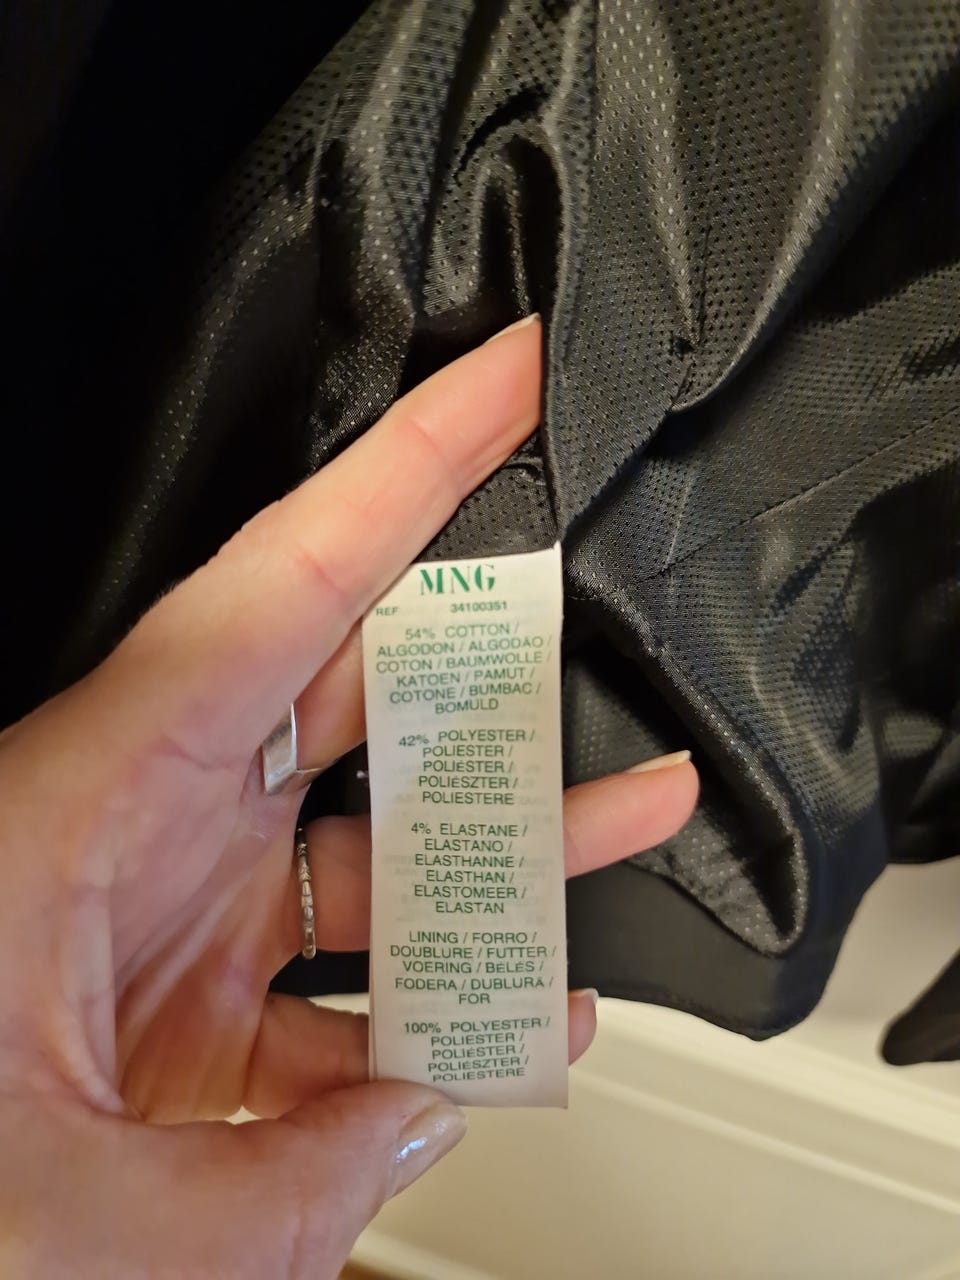 MNG
REF 34100351
54% COTTON /
ALGODON / ALGODÃO /
COTON / BAUMWOLLE /
KATOEN / PAMUT /
COTONE / BUMBAC /
BOMULD
42% POLYESTER /
POLIESTER /
POLIÉSTER /
POLIÉSZTER /
POLIESTERE
4% ELASTANE /
ELASTANO /
ELASTHANNE /
ELASTHAN /
ELASTOMEER /
ELASTAN
LINING / FORRO /
DOUBLURE / FUTTER /
VOERING / BÉLÉS /
FODERA / DUBLURĂ /
FOR
100% POLYESTER /
POLIESTER /
POLIÉSTER /
POLIÉSZTER /
POLIESTERE